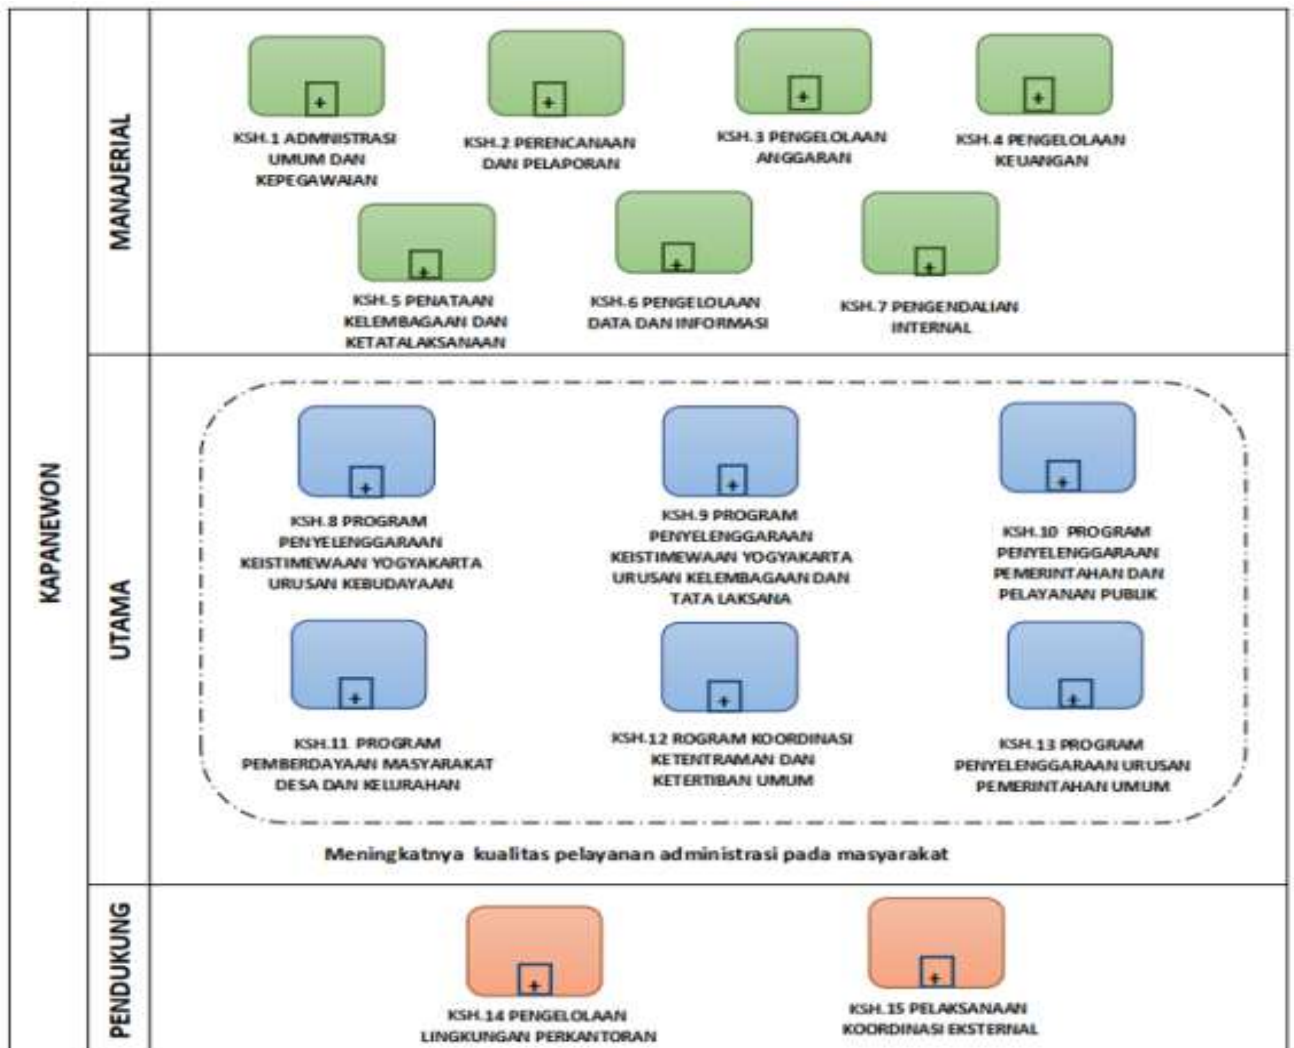 KAPANEWON
MANAJERIAL
KSH.1 ADMNISTRASI
UMUM DAN
KEPEGAWAIAN
KSH.2 PERENCANAAN
DAN PELAPORAN
KSH.3 PENGELOLAAN
ANGGARAN
KSH.4 PENGELOLAAN
KEUANGAN
KSH.5 PENATAAN
KELEMBAGAAN DAN
KETATALAKSANAAN
KSH.6 PENGELOLAAN
DATA DAN INFORMASI
KSH.7 PENGENDALIAN
INTERNAL
UTAMA
KSH.8 PROGRAM
PENYELENGGARAAN
KEISTIMEWAAN YOGYAKARTA
URUSAN KEBUDAYAAN
KSH.9 PROGRAM
PENYELENGGARAAN
KEISTIMEWAAN YOGYAKARTA
URUSAN KELEMBAGAAN DAN
TATA LAKSANA
KSH.10 PROGRAM
PENYELENGGARAAN
PEMERINTAHAN DAN
PELAYANAN PUBLIK
KSH.11 PROGRAM
PEMBERDAYAAN MASYARAKAT
DESA DAN KELURAHAN
KSH.12 ROGRAM KOORDINASI
KETENTRAMAN DAN
KETERTIBAN UMUM
KSH.13 PROGRAM
PENYELENGGARAAN URUSAN
PEMERINTAHAN UMUM
Meningkatnya kualitas pelayanan administrasi pada masyarakat
PENDUKUNG
KSH.14 PENGELOLAAN
LINGKUNGAN PERKANTORAN
KSH.15 PELAKSANAAN
KOORDINASI EKSTERNAL